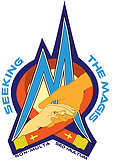 SEEKING
THE MAGIS
NON MULTA SED MULTUM